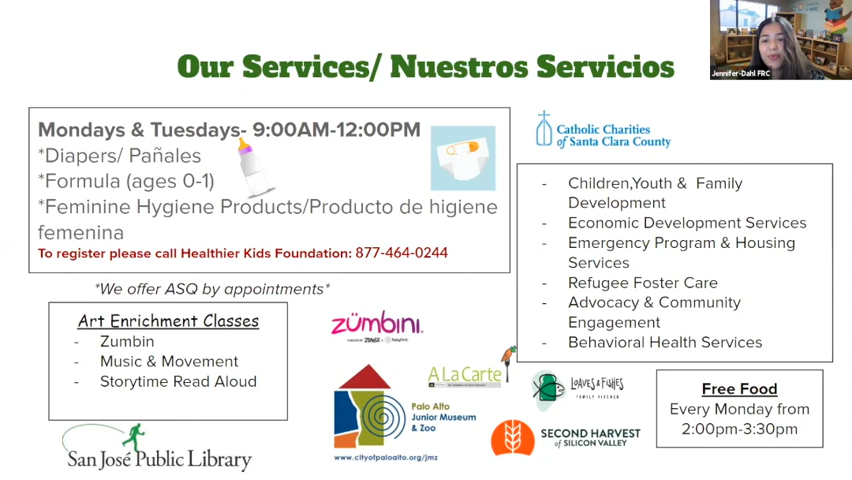 Jennifer-Dahl FRC
Our Services/ Nuestros Servicios
Mondays & Tuesdays- 9:00AM-12:00PM
*Diapers/ Pañales
*Formula (ages 0-1)
*Feminine Hygiene Products/Producto de higiene
femenina
To register please call Healthier Kids Foundation: 877-464-0244
Catholic Charities
of Santa Clara County
- Children,Youth & Family
Development
- Economic Development Services
- Emergency Program & Housing
Services
- Refugee Foster Care
- Advocacy & Community
Engagement
- Behavioral Health Services
*We offer ASQ by appointments*
Art Enrichment Classes
- Zumbin
- Music & Movement
- Storytime Read Aloud
San José Public Library
zümbini
A La Carte
Palo Alto
Junior Museum
& Zoo
www.cityofpaloalto.org/jmz
LOAVES & FISHES
FAMILY KITCHEN
SECOND HARVEST
of SILICON VALLEY
Free Food
Every Monday from
2:00pm-3:30pm